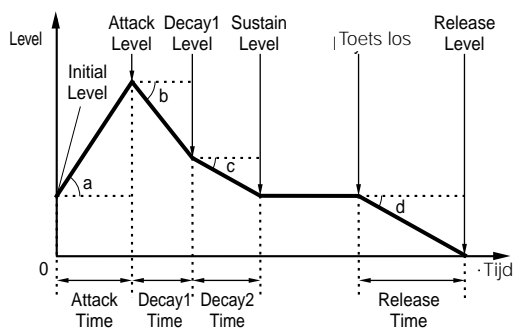 Level
Attack
Level
Decay1
Level
Sustain
Level
Toets los
Release
Level
Initial
Level
a
b
c
d
0
Tijd
Attack
Time
Decay1
Time
Decay2
Time
Release
Time